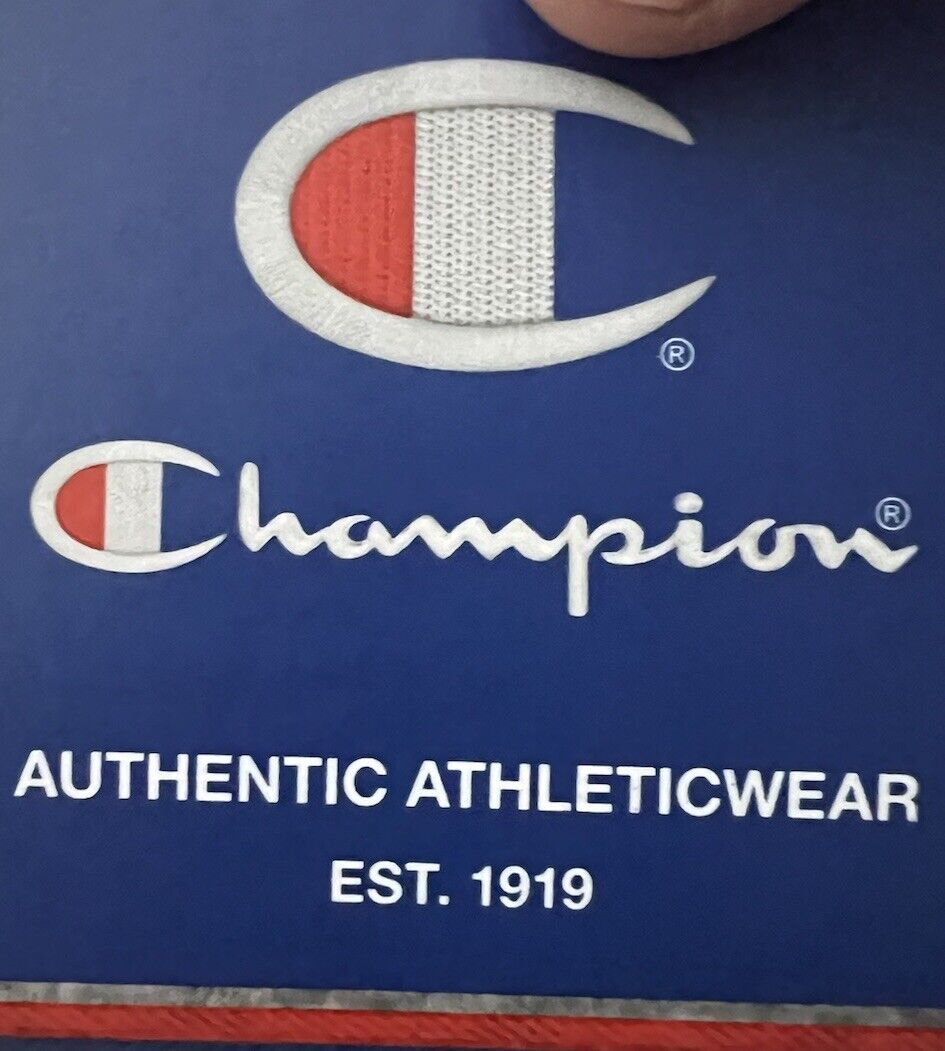 ®
Champion®
AUTHENTIC ATHLETICWEAR
EST. 1919